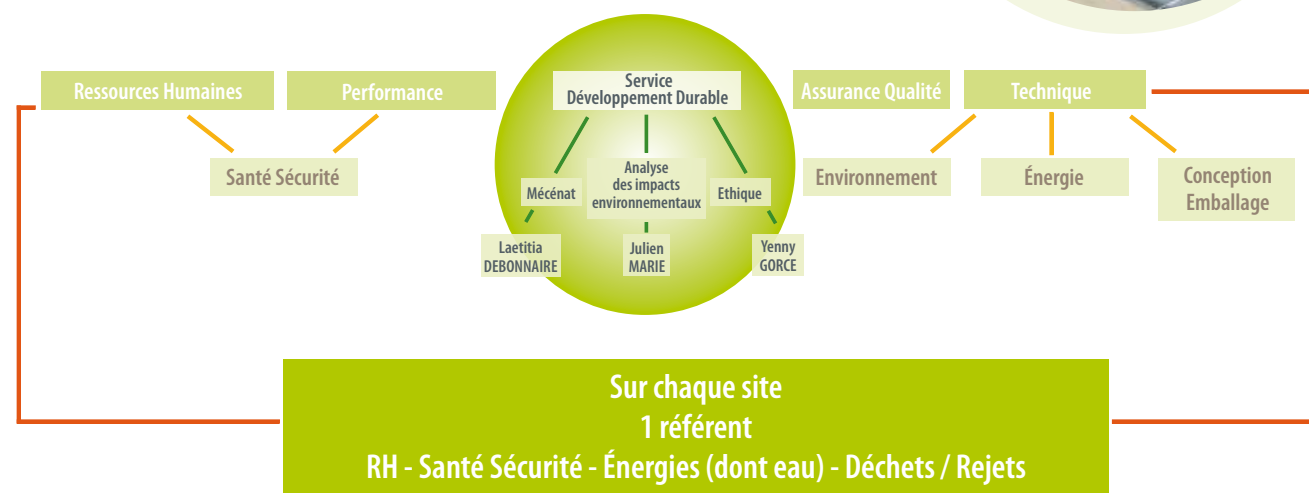 Ressources Humaines
Performance
Service
Développement Durable
Assurance Qualité
Technique
Santé Sécurité
Mécénat
Analyse
des impacts
environnementaux
Ethique
Environnement
Énergie
Conception
Emballage
Laetitia
DEBONNAIRE
Julien
MARIE
Yenny
GORCE
Sur chaque site
1 référent
RH - Santé Sécurité - Énergies (dont eau) - Déchets / Rejets